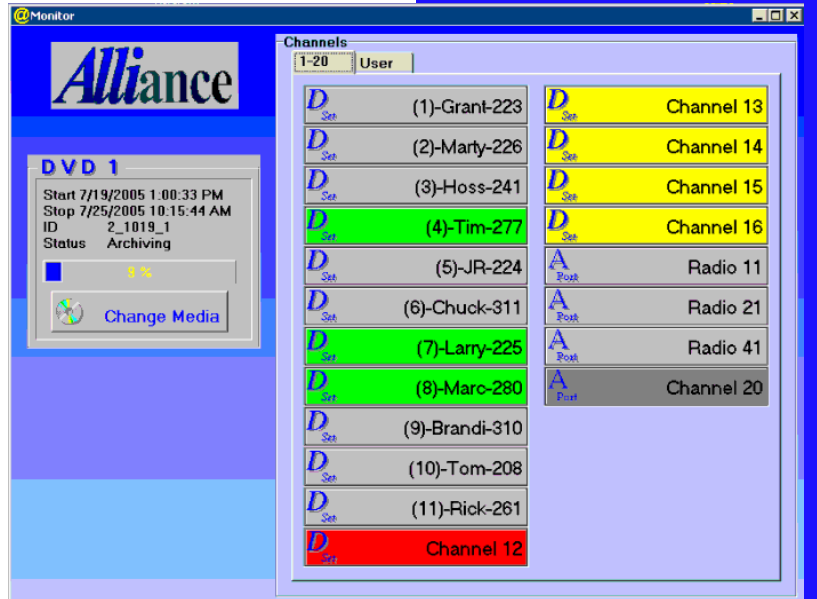 @Monitor
Alliance
DVD 1
Start 7/19/2005 1:00:33 PM
Stop 7/25/2005 10:15:44 AM
ID 2_1019_1
Status Archiving
9 %
Change Media
Channels
1-20 User
D Set (1)-Grant-223
D Set (2)-Marty-226
D Set (3)-Hoss-241
D Set (4)-Tim-277
D Set (5)-JR-224
D Set (6)-Chuck-311
D Set (7)-Larry-225
D Set (8)-Marc-280
D Set (9)-Brandi-310
D Set (10)-Tom-208
D Set (11)-Rick-261
D Set Channel 12
D Set Channel 13
D Set Channel 14
D Set Channel 15
D Set Channel 16
A Port Radio 11
A Port Radio 21
A Port Radio 41
A Port Channel 20